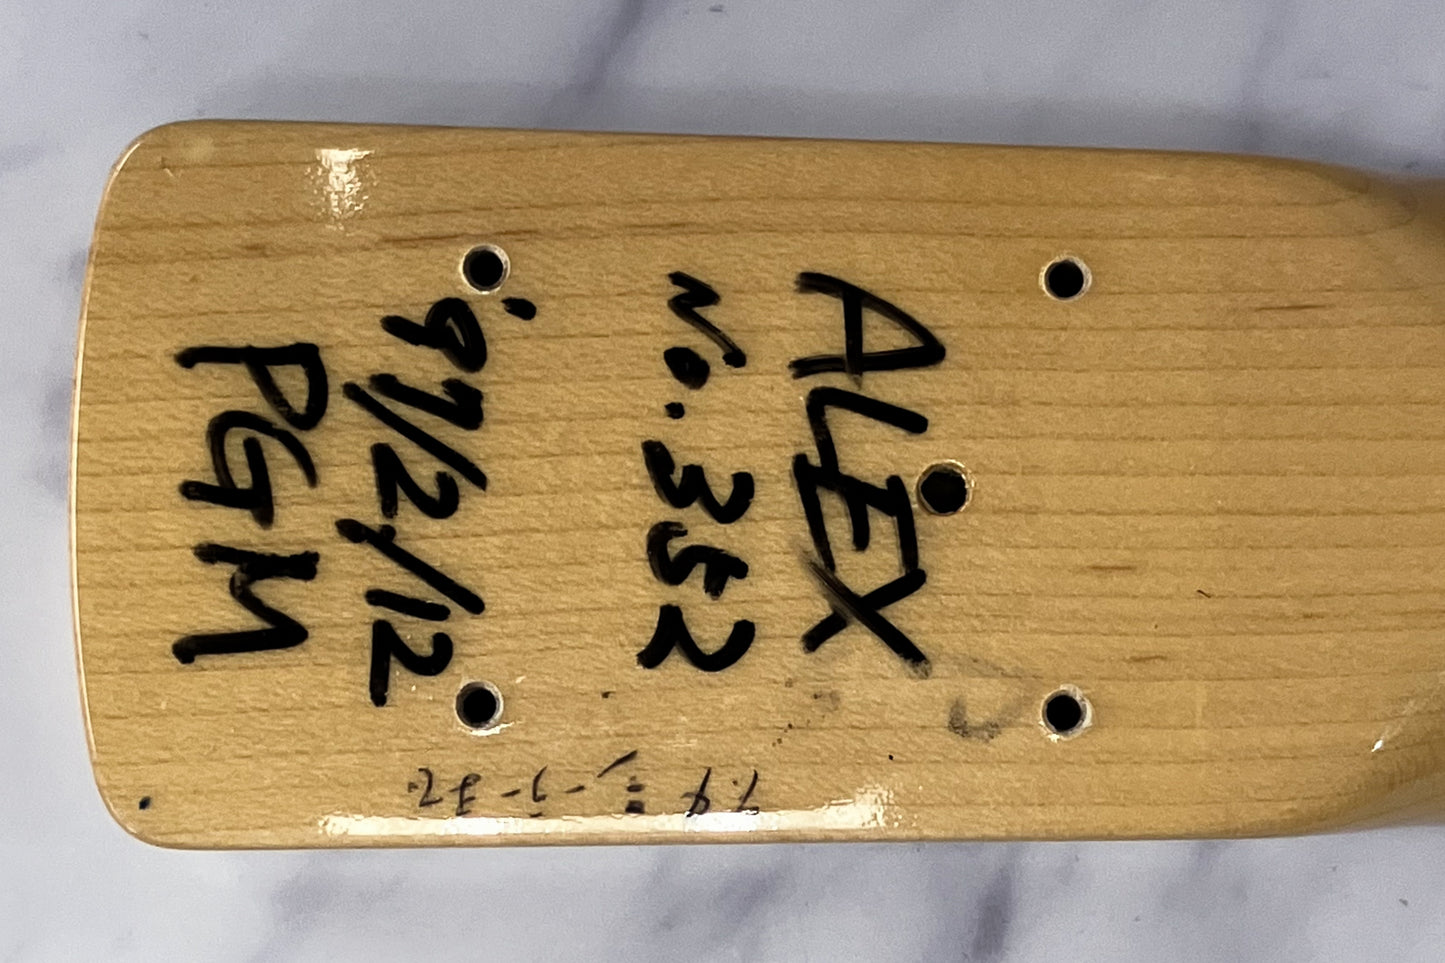 ALEX
No. 352
'97/2/12
PGM